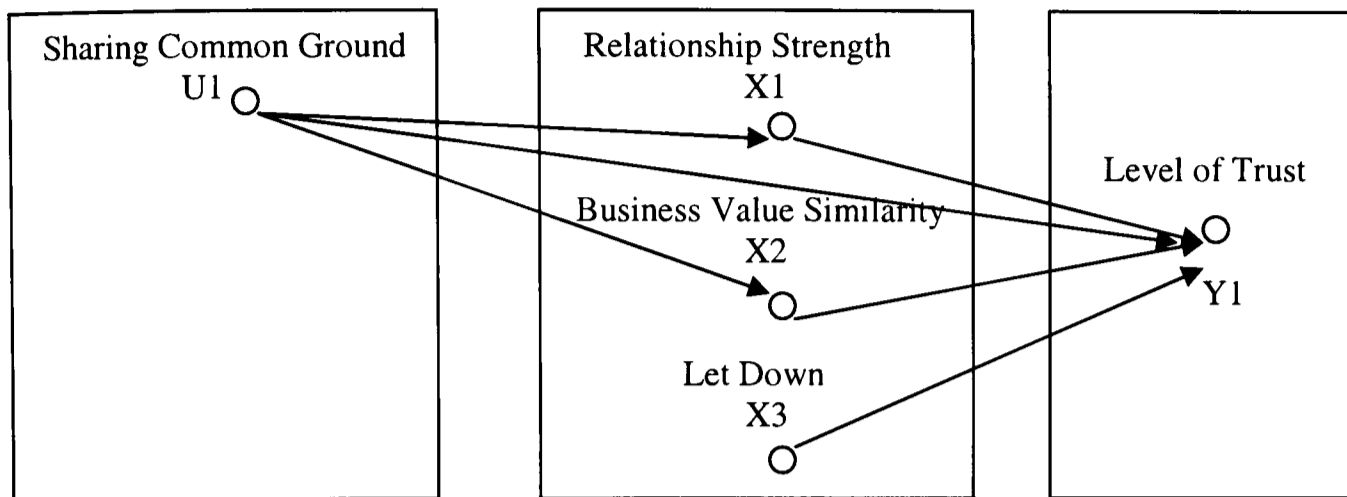 Sharing Common Ground
U1
Relationship Strength
X1
Business Value Similarity
X2
Let Down
X3
Level of Trust
Y1